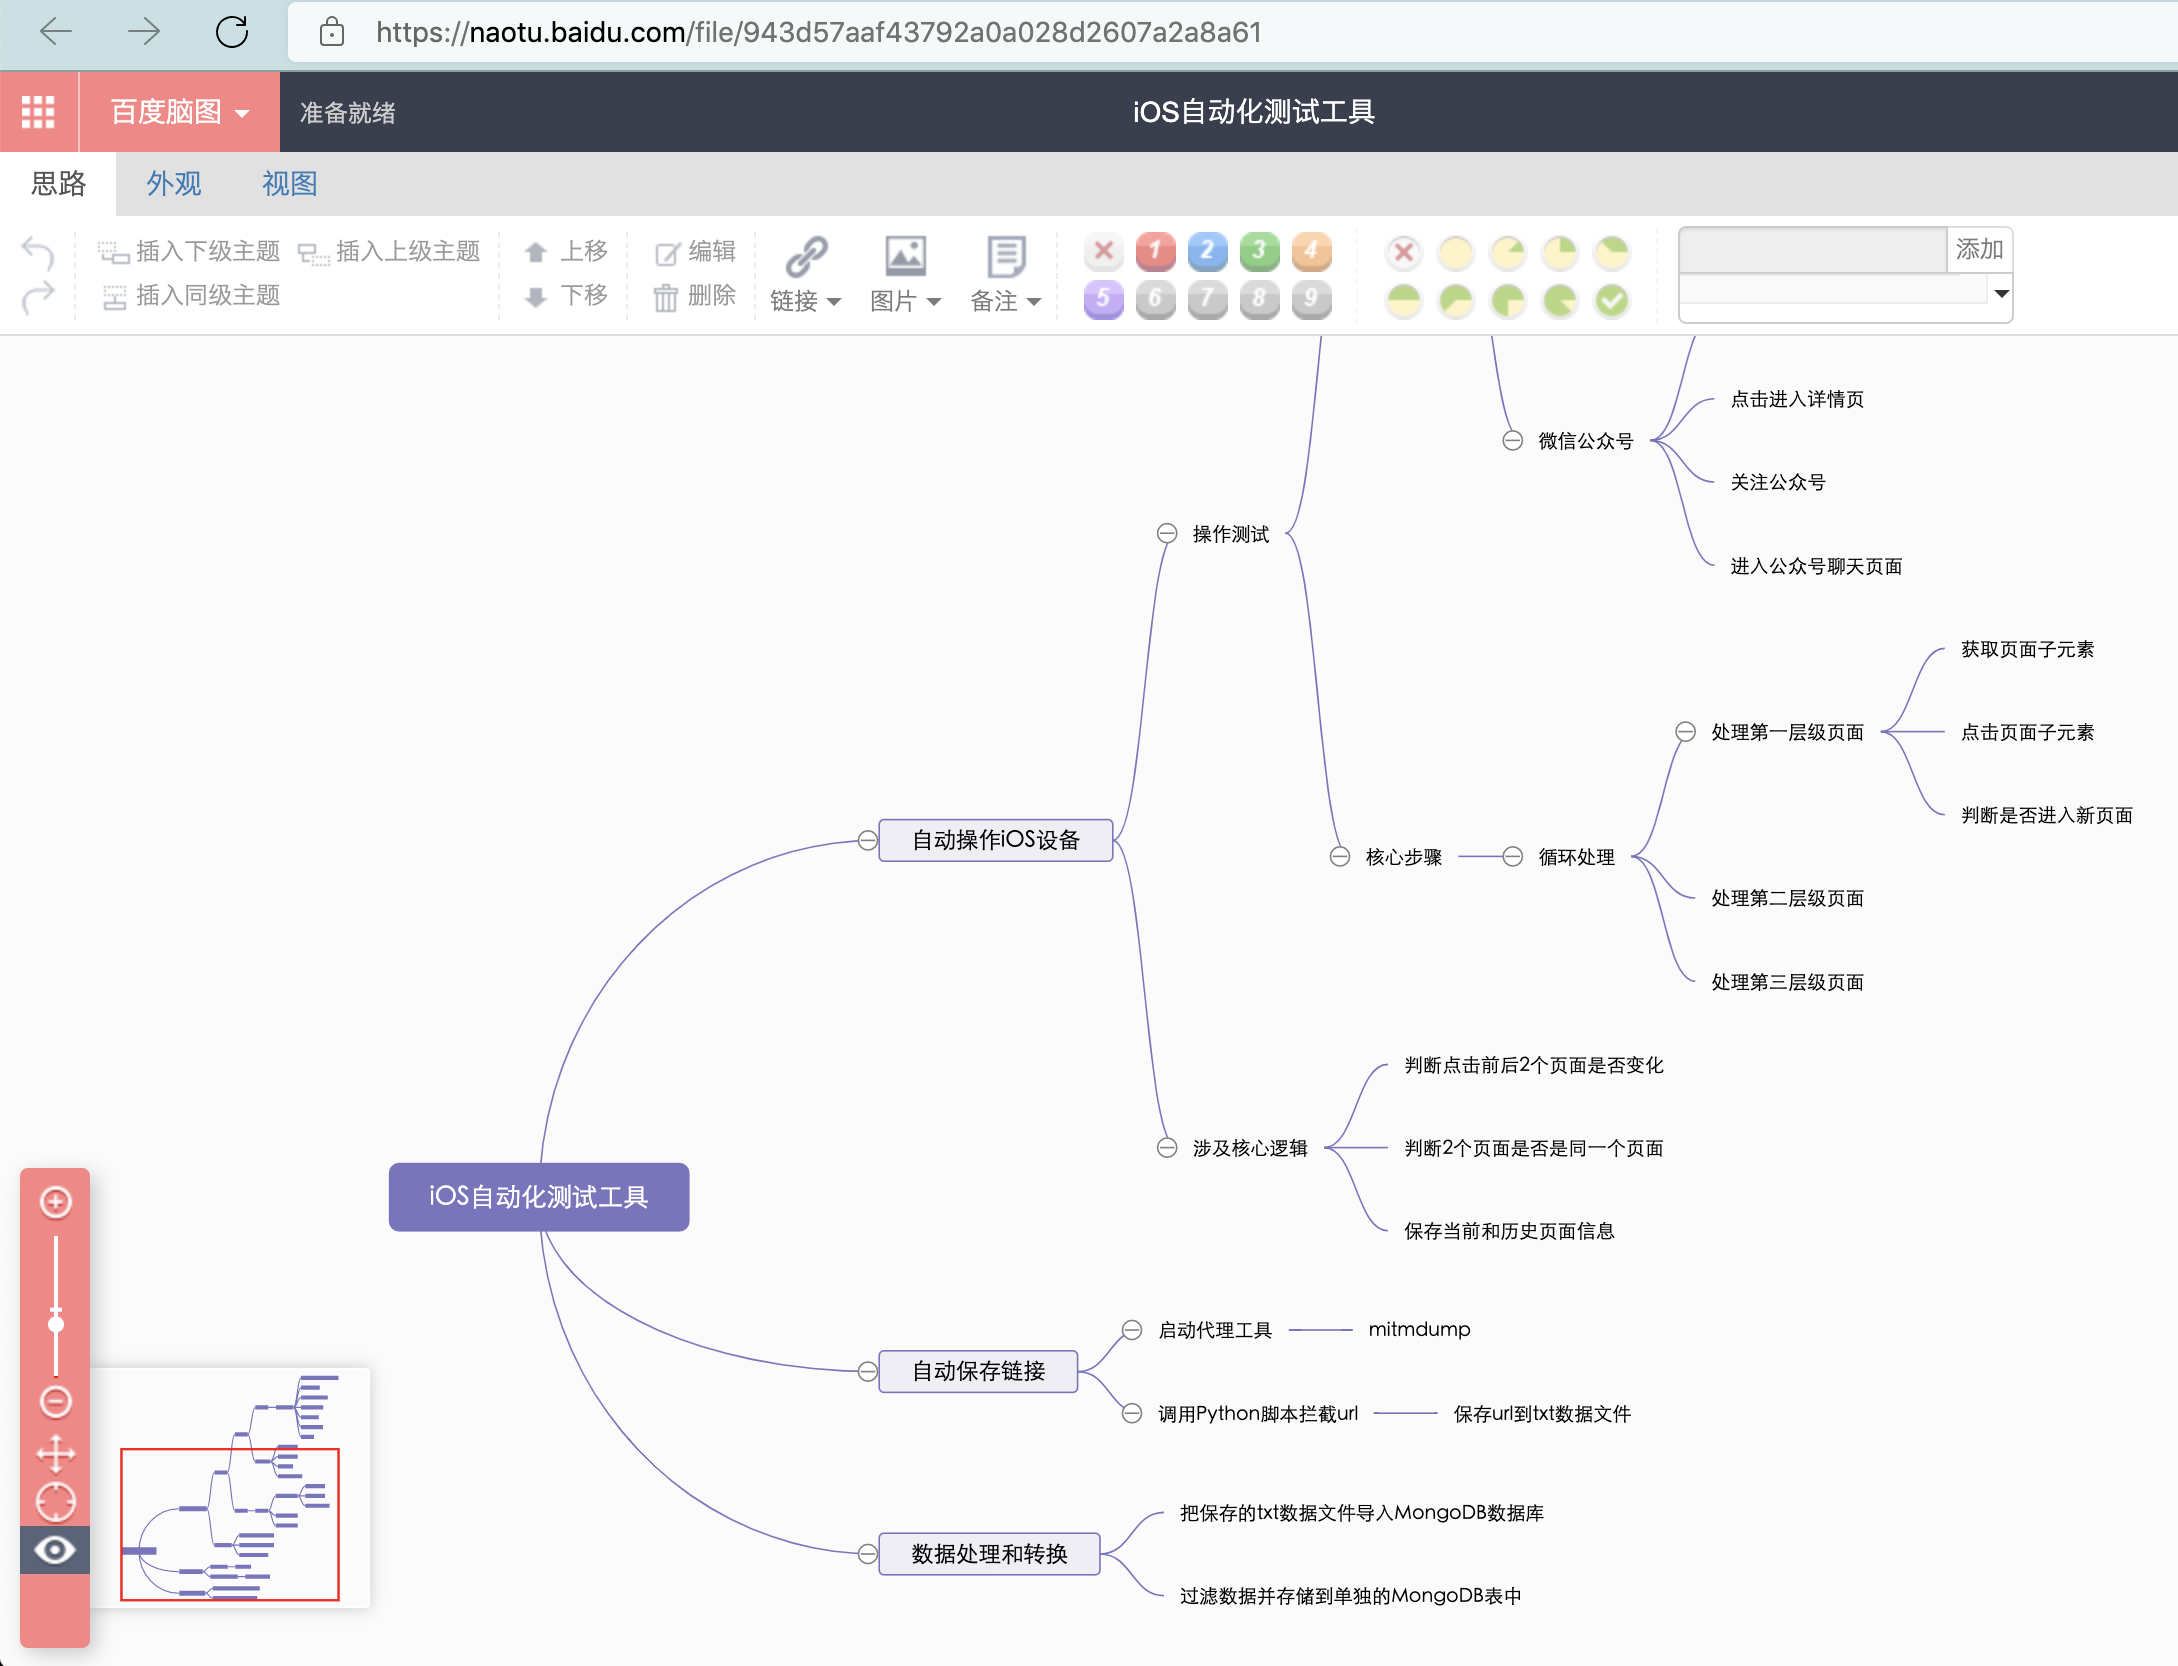 https://naotu.baidu.com/file/943d57aaf43792a0a028d2607a2a8a61
百度脑图
准备就绪
iOS自动化测试工具
思路 外观 视图
插入下级主题 插入上级主题
插入同级主题
上移
下移
编辑
删除
链接
图片
备注
1 2 3 4
5 6 7 8 9
添加
点击进入详情页
微信公众号
关注公众号
操作测试
进入公众号聊天页面
获取页面子元素
处理第一层级页面
点击页面子元素
判断是否进入新页面
自动操作iOS设备
核心步骤
循环处理
处理第二层级页面
处理第三层级页面
判断点击前后2个页面是否变化
涉及核心逻辑
判断2个页面是否是同一个页面
保存当前和历史页面信息
iOS自动化测试工具
启动代理工具
mitmdump
自动保存链接
调用Python脚本拦截url
保存url到txt数据文件
把保存的txt数据文件导入MongoDB数据库
数据处理和转换
过滤数据并存储到单独的MongoDB表中